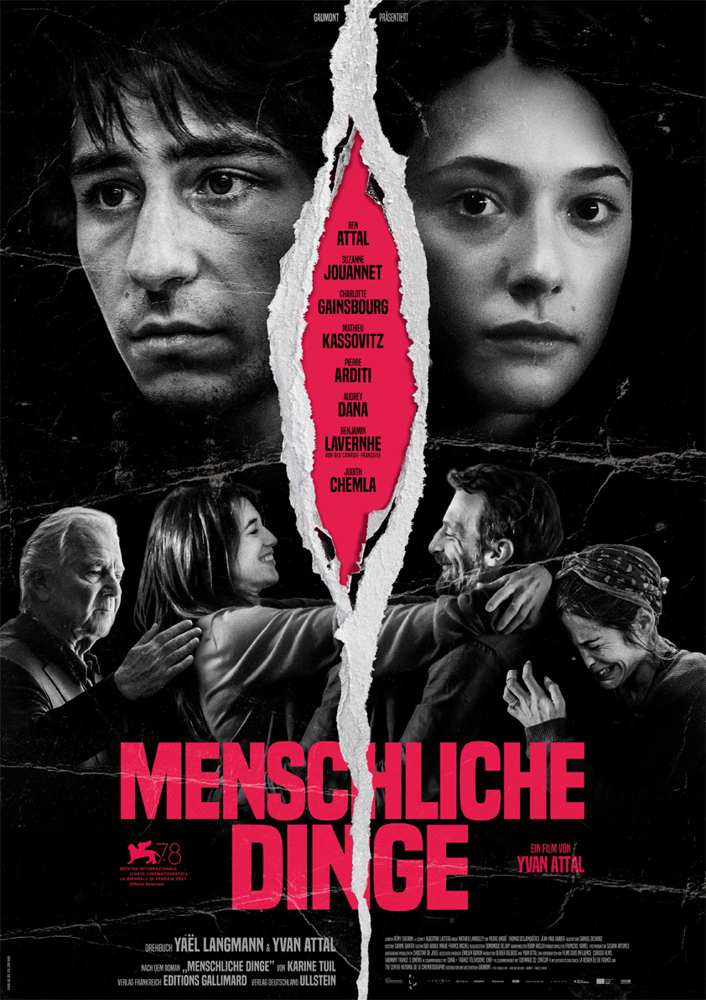 GAUMONT PRÄSENTIERT
BEN
ATTAL
SUZANNE
JOUANNET
CHARLOTTE
GAINSBOURG
MATHIEU
KASSOVITZ
PIERRE
ARDITI
AUDREY
DANA
BENJAMIN
LAVERNHE
VON DER COMÉDIE-FRANÇAISE
JUDITH
CHEMLA
MENSCHLICHE
DINGE
78
MOSTRA INTERNAZIONALE
D'ARTE CINEMATOGRAFICA
LA BIENNALE DI VENEZIA 2021
Official Selection
EIN FILM VON
YVAN ATTAL
DREHBUCH YAËL LANGMANN & YVAN ATTAL
NACH DEM ROMAN „MENSCHLICHE DINGE" VON KARINE TUIL
VERLAG FRANKREICH EDITIONS GALLIMARD VERLAG DEUTSCHLAND ULLSTEIN